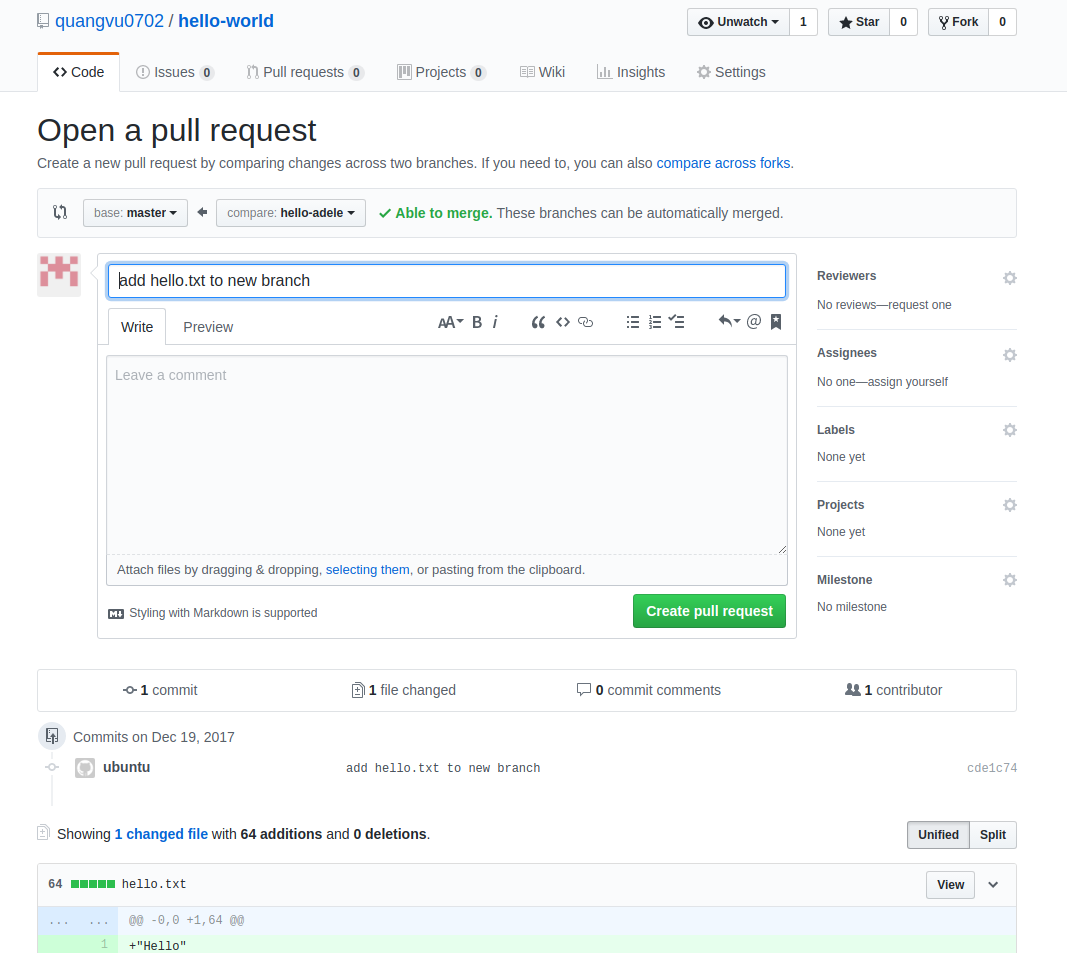 quangvu0702 / hello-world
Unwatch 1 Star 0 Fork 0
Code Issues 0 Pull requests 0 Projects 0 Wiki Insights Settings
Open a pull request
Create a new pull request by comparing changes across two branches. If you need to, you can also compare across forks.
base: master compare: hello-adele Able to merge. These branches can be automatically merged.
add hello.txt to new branch
Write Preview AA B i
Leave a comment
Attach files by dragging & dropping, selecting them, or pasting from the clipboard.
Styling with Markdown is supported
Create pull request
Reviewers
No reviews—request one
Assignees
No one—assign yourself
Labels
None yet
Projects
None yet
Milestone
No milestone
1 commit 1 file changed 0 commit comments 1 contributor
Commits on Dec 19, 2017
ubuntu add hello.txt to new branch cde1c74
Showing 1 changed file with 64 additions and 0 deletions.
Unified Split
64 hello.txt View
... ... @@ -0,0 +1,64 @@
1 +"Hello"